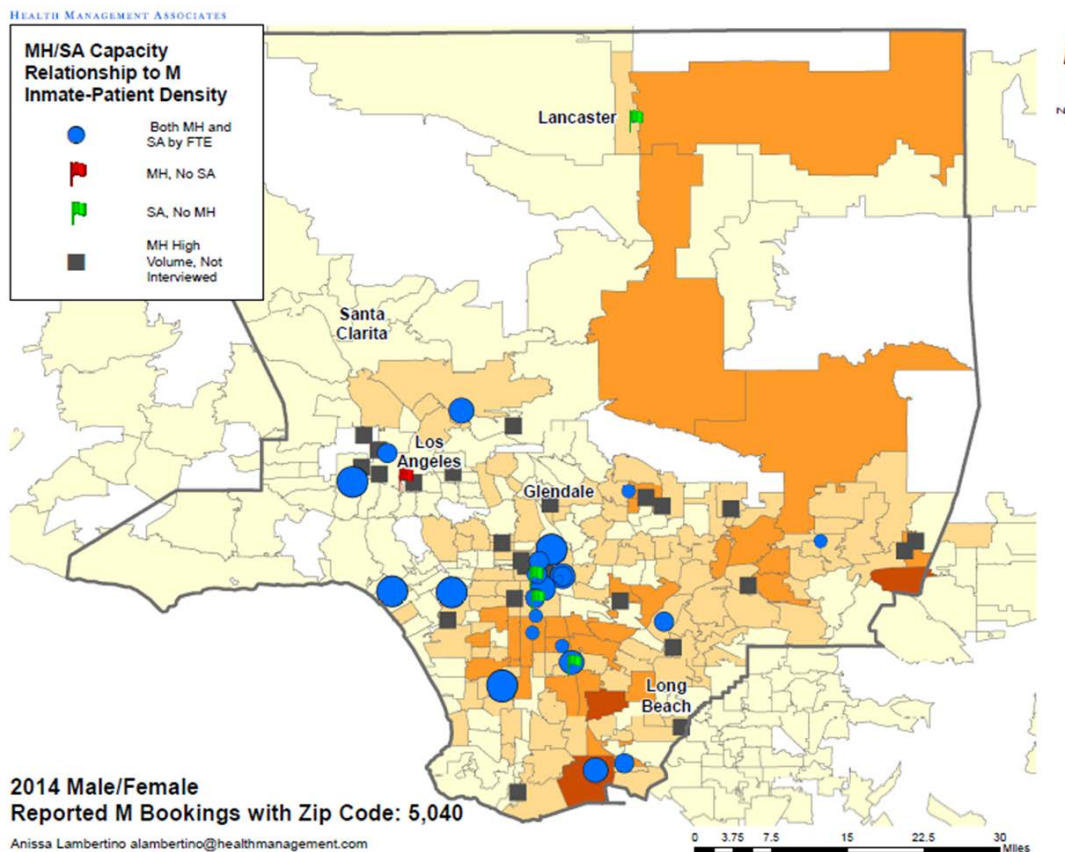 HEALTH MANAGEMENT ASSOCIATES
MH/SA Capacity
Relationship to M
Inmate-Patient Density
Both MH and
SA by FTE
MH, No SA
SA, No MH
MH High
Volume, Not
Interviewed
Lancaster
Santa
Clarita
Los
Angeles
Glendale
Long
Beach
2014 Male/Female
Reported M Bookings with Zip Code: 5,040
Anissa Lambertino alambertino@healthmanagement.com
0 3.75 7.5 15 22.5 30
Miles